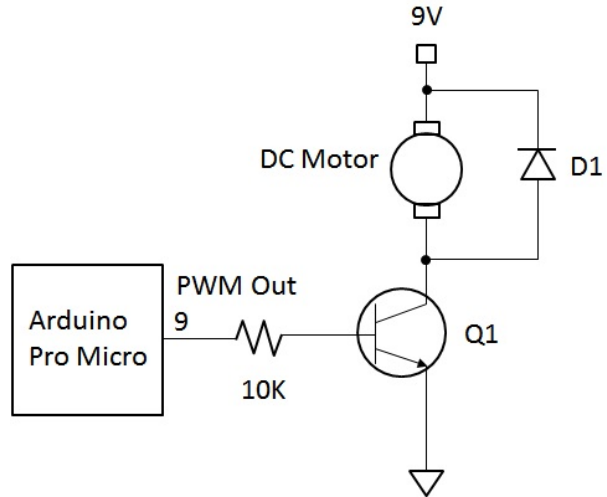 9V
DC Motor
D1
PWM Out
Arduino
Pro Micro
9
Q1
10K